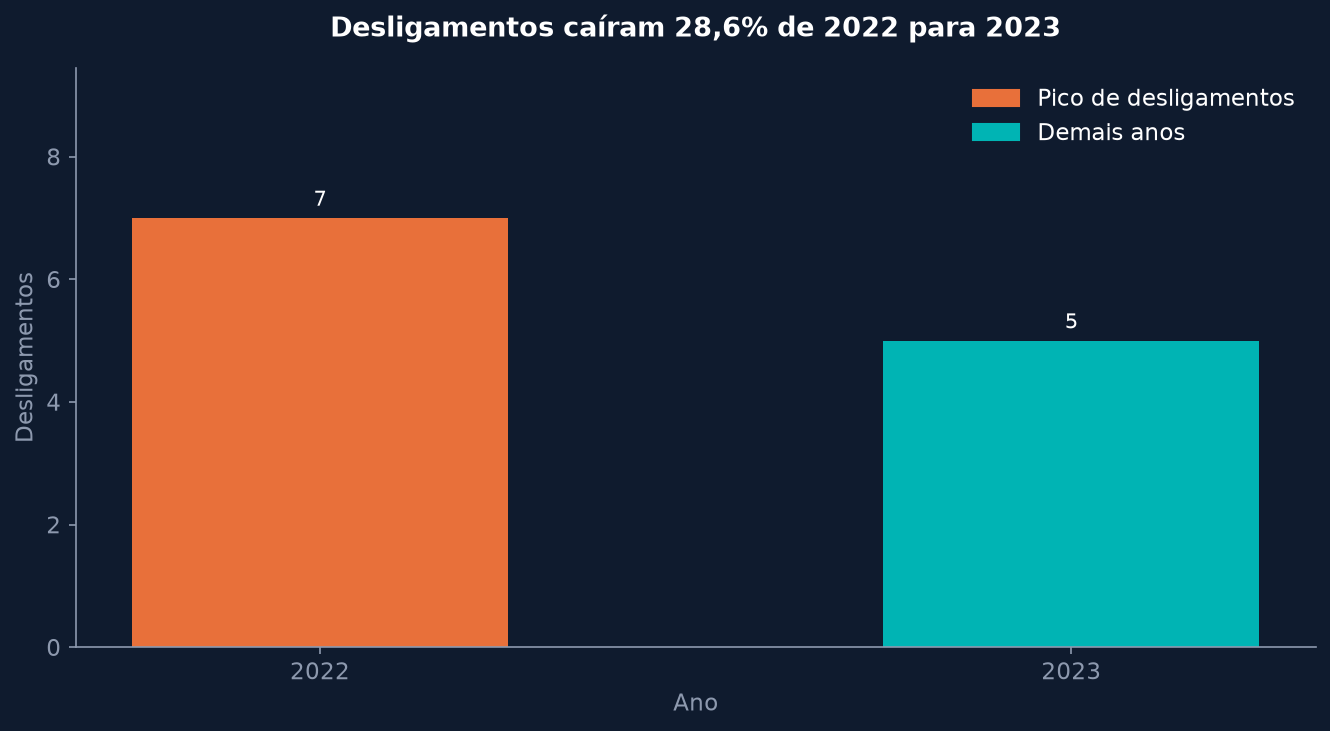 Desligamentos caíram 28,6% de 2022 para 2023
Pico de desligamentos
Demais anos
Desligamentos
8
6
4
2
0
7
5
2022
2023
Ano